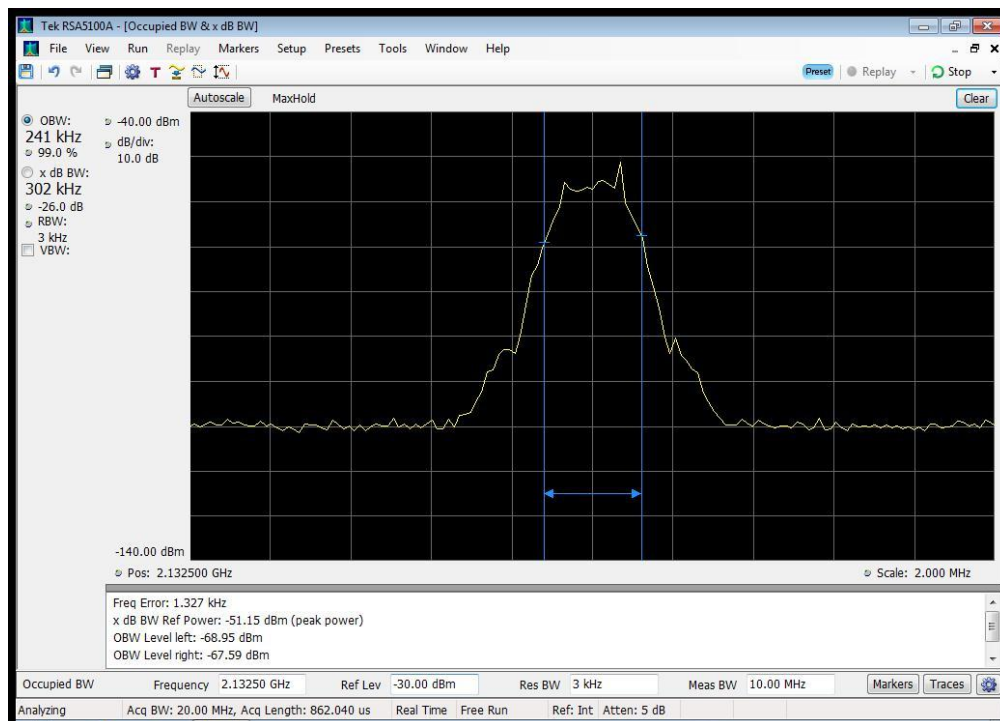 Tek RSA5100A - [Occupied BW & x dB BW]
File View Run Replay Markers Setup Presets Tools Window Help
T Preset Replay Stop
Autoscale MaxHold Clear
OBW:
241 kHz
99.0 %
x dB BW:
302 kHz
-26.0 dB
RBW:
3 kHz
VBW:
-40.00 dBm
dB/div:
10.0 dB
-140.00 dBm
Pos: 2.132500 GHz Scale: 2.000 MHz
Freq Error: 1.327 kHz
x dB BW Ref Power: -51.15 dBm (peak power)
OBW Level left: -68.95 dBm
OBW Level right: -67.59 dBm
Occupied BW Frequency 2.13250 GHz Ref Lev -30.00 dBm Res BW 3 kHz Meas BW 10.00 MHz Markers Traces
Analyzing Acq BW: 20.00 MHz, Acq Length: 862.040 us Real Time Free Run Ref: Int Atten: 5 dB